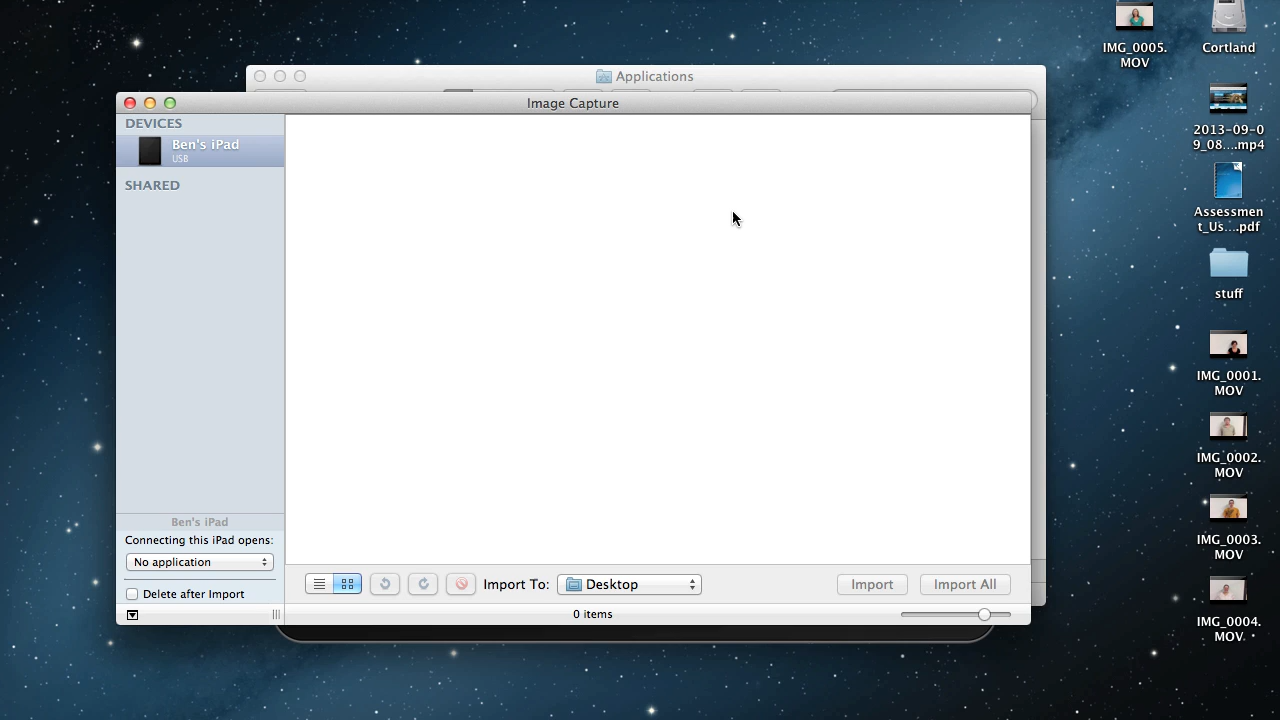 Applications
Image Capture
DEVICES
Ben's iPad
USB
SHARED
Ben's iPad
Connecting this iPad opens:
No application
Delete after Import
Import To:
Desktop
Import
Import All
0 items
IMG_0005.
MOV
Cortland
2013-09-0
9_08....mp4
Assessmen
t_Us....pdf
stuff
IMG_0001.
MOV
IMG_0002.
MOV
IMG_0003.
MOV
IMG_0004.
MOV